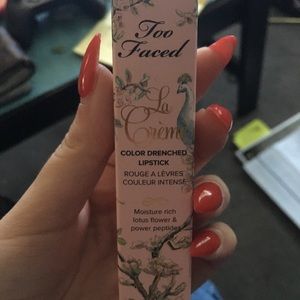 Too
Faced
La
Crème
COLOR DRENCHED
LIPSTICK
ROUGE A LÈVRES
COULEUR INTENSE
Moisture rich
lotus flower &
power peptides